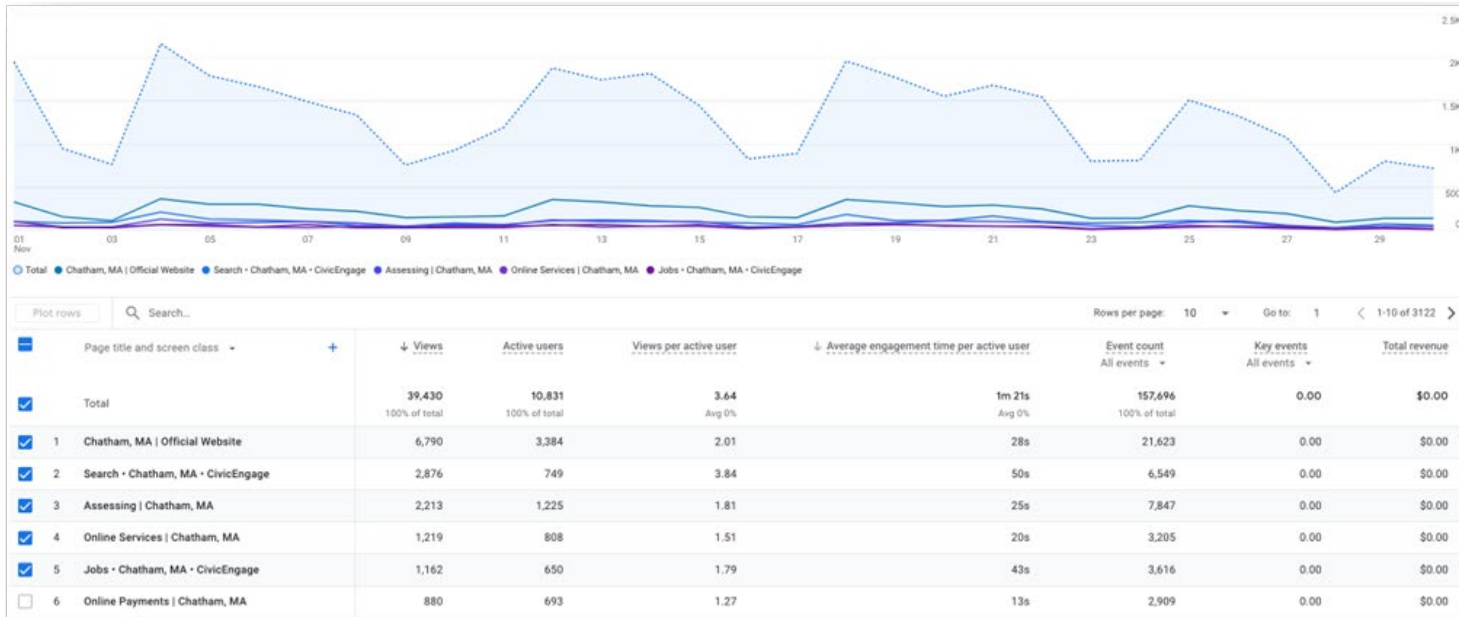 2.5K
2K
1.5K
1K
500
0
01 03 05 07 09 11 13 15 17 19 21 23 25 27 29
Nov
Total Chatham, MA | Official Website Search • Chatham, MA • CivicEngage Assessing | Chatham, MA Online Services | Chatham, MA Jobs • Chatham, MA • CivicEngage
Plot rows Search... Rows per page: 10 Go to: 1 < 1-10 of 3122 >
Page title and screen class + ↓ Views Active users Views per active user ↓ Average engagement time per active user Event count Key events Total revenue
All events All events
Total 39,430 10,831 3.64 1m 21s 157,696 0.00 $0.00
100% of total 100% of total Avg 0% Avg 0% 100% of total
1 Chatham, MA | Official Website 6,790 3,384 2.01 28s 21,623 0.00 $0.00
2 Search • Chatham, MA • CivicEngage 2,876 749 3.84 50s 6,549 0.00 $0.00
3 Assessing | Chatham, MA 2,213 1,225 1.81 25s 7,847 0.00 $0.00
4 Online Services | Chatham, MA 1,219 808 1.51 20s 3,205 0.00 $0.00
5 Jobs • Chatham, MA • CivicEngage 1,162 650 1.79 43s 3,616 0.00 $0.00
6 Online Payments | Chatham, MA 880 693 1.27 13s 2,909 0.00 $0.00